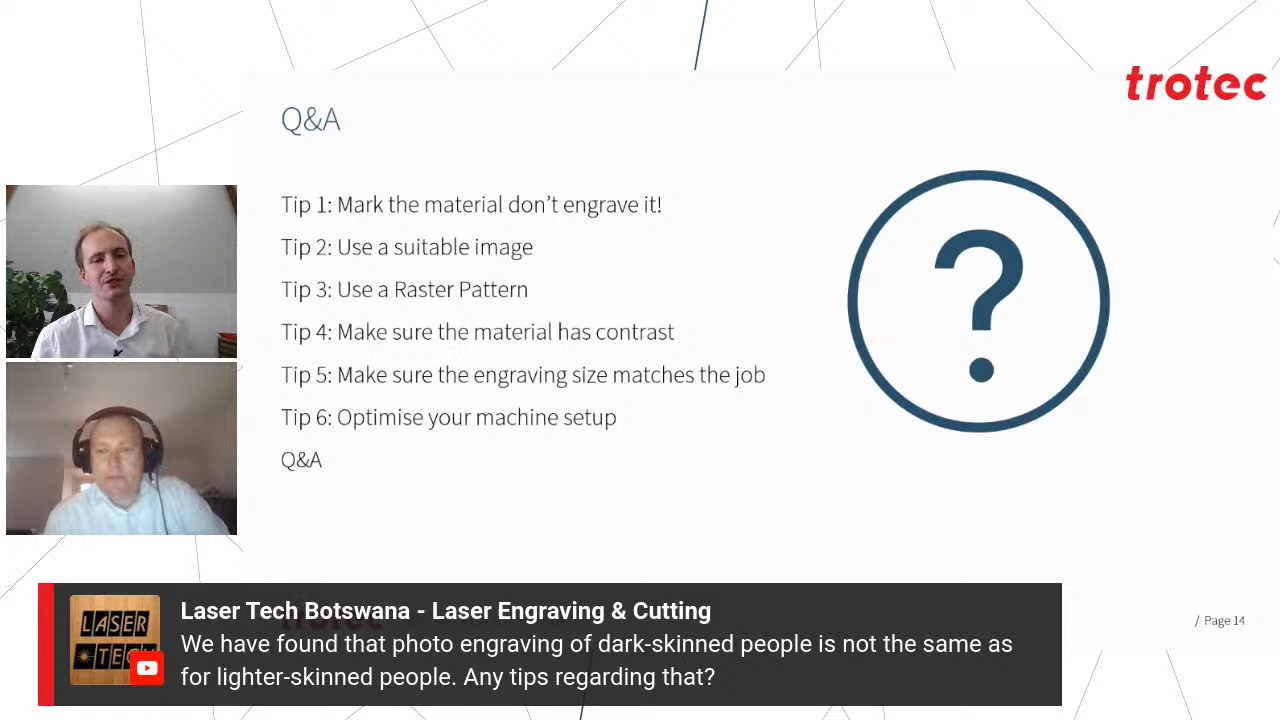 trotec
Q&A
Tip 1: Mark the material don’t engrave it!
Tip 2: Use a suitable image
Tip 3: Use a Raster Pattern
Tip 4: Make sure the material has contrast
Tip 5: Make sure the engraving size matches the job
Tip 6: Optimise your machine setup
Q&A
LASER
TECH
Laser Tech Botswana - Laser Engraving & Cutting
We have found that photo engraving of dark-skinned people is not the same as
for lighter-skinned people. Any tips regarding that?
/ Page 14